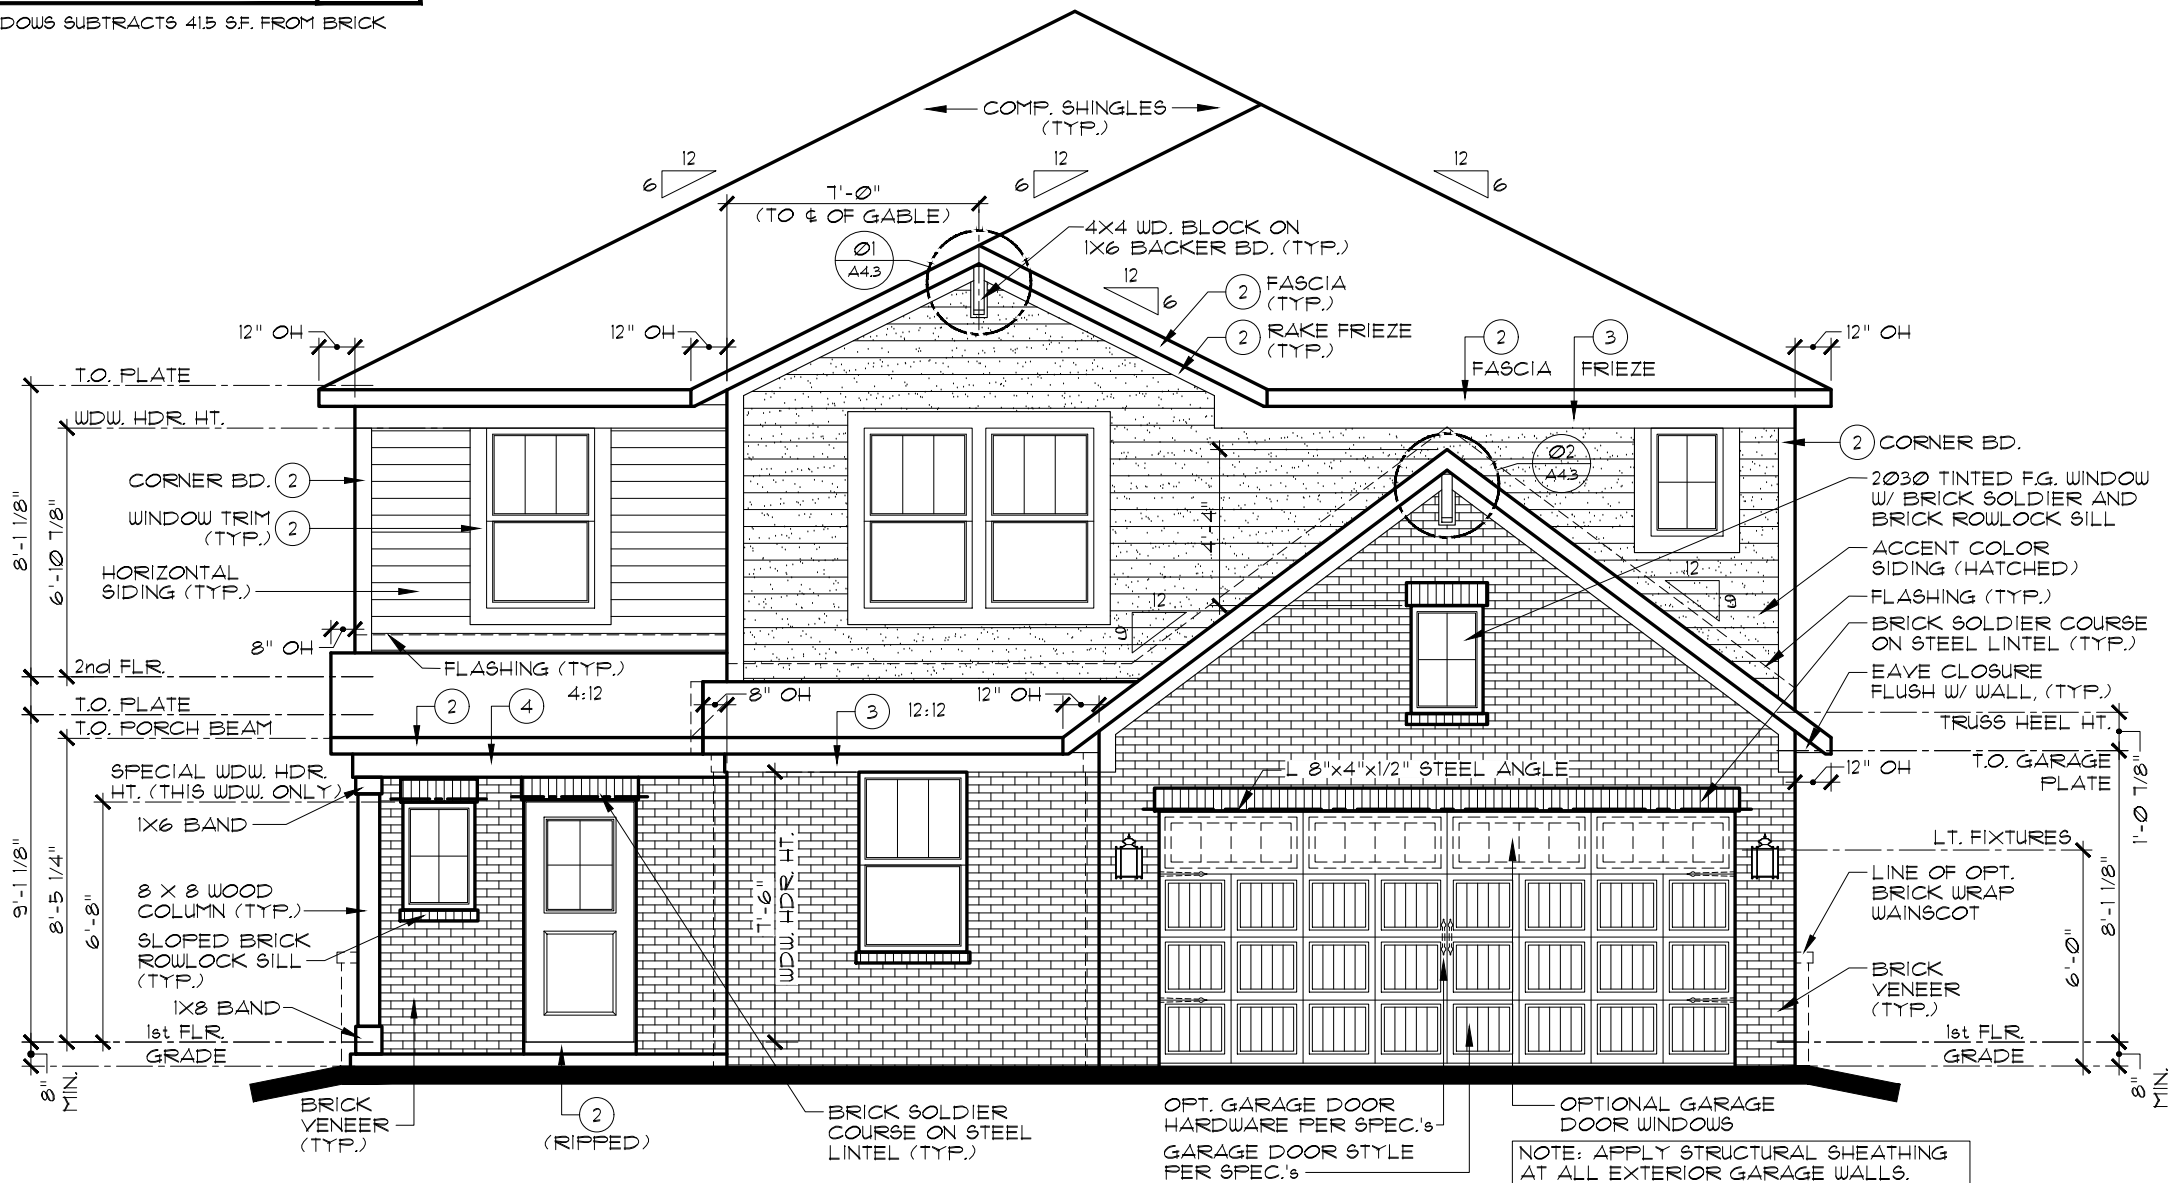 DOWS SUBTRACTS 41.5 S.F. FROM BRICK
COMP. SHINGLES
(TYP.)
12
6
12
6
12
6
7'-0"
(TO ℄ OF GABLE)
01
A4.3
4X4 WD. BLOCK ON
1X6 BACKER BD. (TYP.)
12
6
2
FASCIA
(TYP.)
2
RAKE FRIEZE
(TYP.)
12" OH
12" OH
2
FASCIA
3
FRIEZE
12" OH
T.O. PLATE
WDW. HDR. HT.
CORNER BD. 2
WINDOW TRIM
(TYP.)
2
HORIZONTAL
SIDING (TYP.)
8" OH
2nd FLR.
FLASHING (TYP.)
T.O. PLATE
T.O. PORCH BEAM
8'-1 1/8"
6'-10 7/8"
2
4
4:12
8" OH
3
12:12
12" OH
4'-4"
12
9
02
A4.3
12
9
2 CORNER BD.
2030 TINTED F.G. WINDOW
W/ BRICK SOLDIER AND
BRICK ROWLOCK SILL
ACCENT COLOR
SIDING (HATCHED)
FLASHING (TYP.)
BRICK SOLDIER COURSE
ON STEEL LINTEL (TYP.)
EAVE CLOSURE
FLUSH W/ WALL, (TYP.)
TRUSS HEEL HT.
T.O. GARAGE
PLATE
12" OH
1'-0 7/8"
SPECIAL WDW. HDR.
HT. (THIS WDW. ONLY)
1X6 BAND
8 X 8 WOOD
COLUMN (TYP.)
SLOPED BRICK
ROWLOCK SILL
(TYP.)
1X8 BAND
1st FLR.
GRADE
9'-1 1/8"
8'-5 1/4"
6'-8"
8"
MIN.
7'-6"
WDW. HDR. HT.
L 8"x4"x1/2" STEEL ANGLE
LT. FIXTURES
LINE OF OPT.
BRICK WRAP
WAINSCOT
BRICK
VENEER
(TYP.)
1st FLR.
GRADE
6'-0"
8'-1 1/8"
8"
MIN.
BRICK
VENEER
(TYP.)
2
(RIPPED)
BRICK SOLDIER
COURSE ON STEEL
LINTEL (TYP.)
OPT. GARAGE DOOR
HARDWARE PER SPEC.'s
GARAGE DOOR STYLE
PER SPEC.'s
OPTIONAL GARAGE
DOOR WINDOWS
NOTE: APPLY STRUCTURAL SHEATHING
AT ALL EXTERIOR GARAGE WALLS.